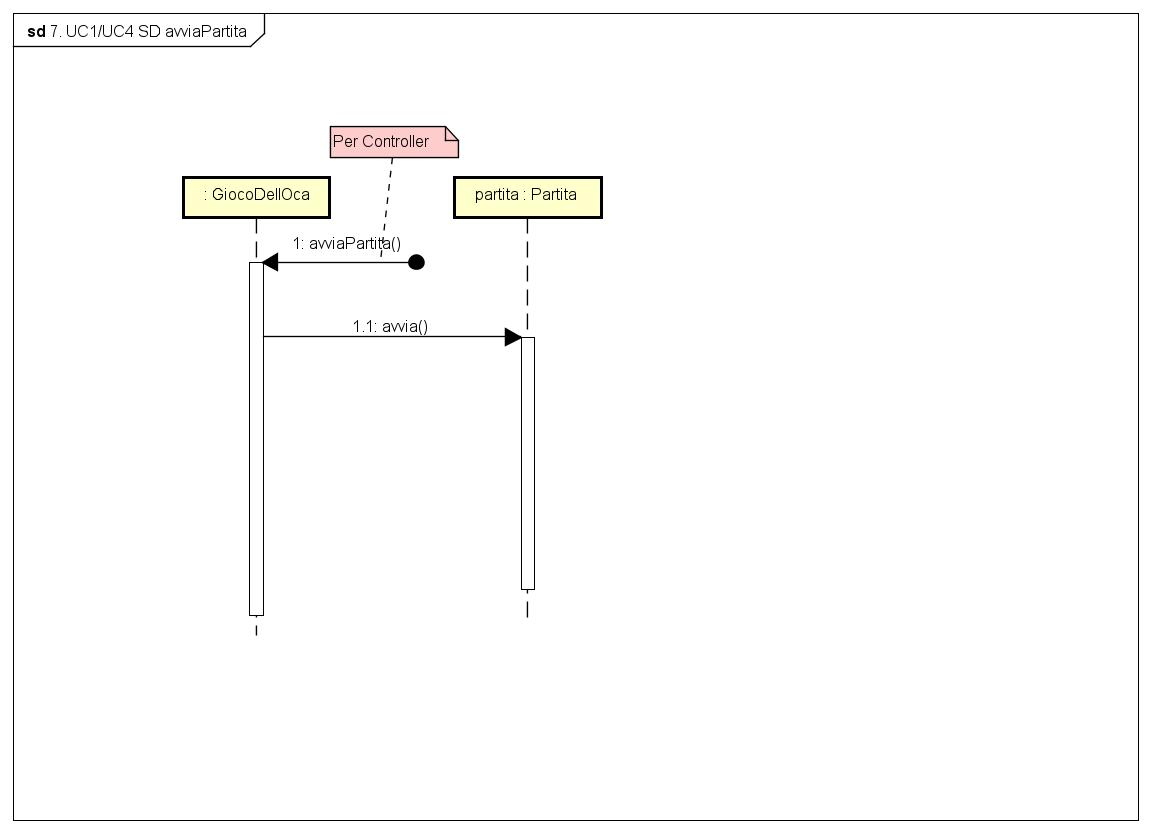 sd 7. UC1/UC4 SD avviaPartita
Per Controller
: GiocoDellOca
partita : Partita
1: avviaPartita()
1.1: avvia()